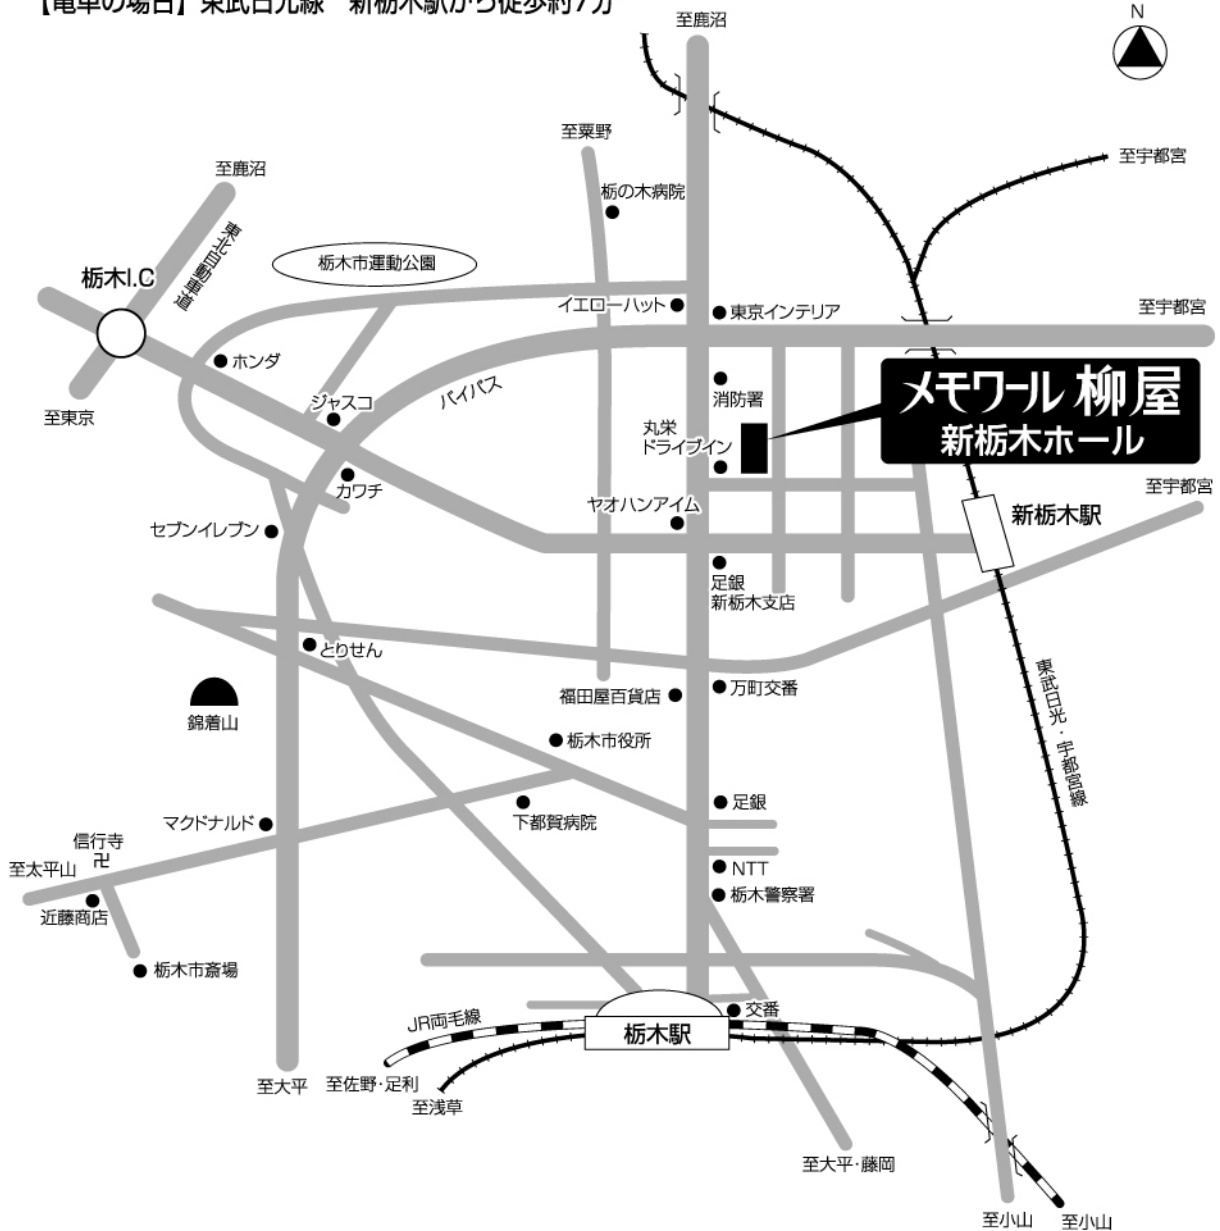 【電車の場合】東武日光線 新栃木駅から徒歩約7分
至鹿沼
N
至粟野
至宇都宮
至鹿沼
栃の木病院
東北自動車道
栃木市運動公園
栃木I.C
イエローハット
東京インテリア
至宇都宮
ホンダ
バイパス
消防署
メモワール 柳屋
新栃木ホール
ジャスコ
至東京
丸栄
ドライブイン
カワチ
至宇都宮
ヤオハンアイム
新栃木駅
セブンイレブン
足銀
新栃木支店
とりせん
東武日光・宇都宮線
万町交番
福田屋百貨店
錦着山
栃木市役所
足銀
マクドナルド
下都賀病院
信行寺
卍
至太平山
NTT
栃木警察署
近藤商店
栃木市斎場
交番
JR両毛線
栃木駅
至大平
至佐野・足利
至浅草
至大平・藤岡
至小山
至小山